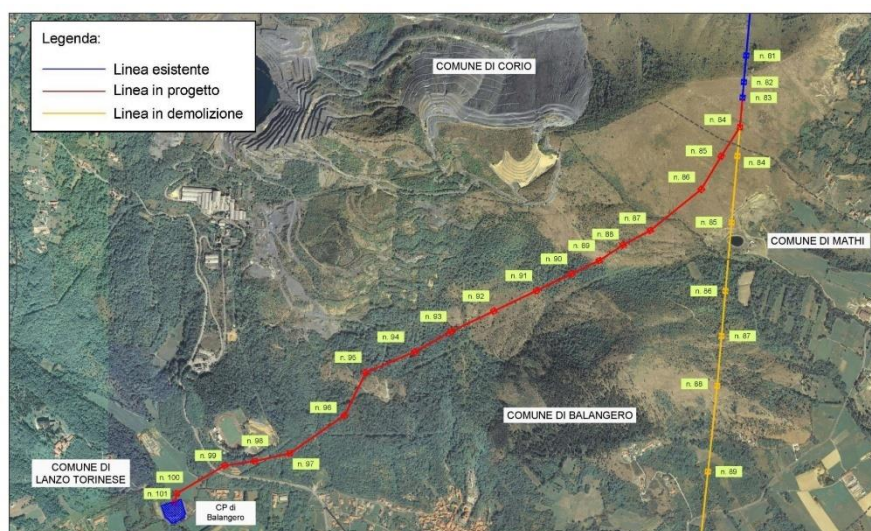 Legenda:
Linea esistente
Linea in progetto
Linea in demolizione
COMUNE DI CORIO
n. 81
n. 82
n. 83
n. 84
n. 85
n. 84
n. 86
n. 87
n. 85
n. 88
COMUNE DI MATHI
n. 89
n. 90
n. 91
n. 86
n. 92
n. 93
n. 87
n. 94
n. 95
n. 88
n. 96
COMUNE DI BALANGERO
n. 98
n. 99
n. 97
COMUNE DI
LANZO TORINESE
n. 100
n. 89
n. 101
CP di
Balangero